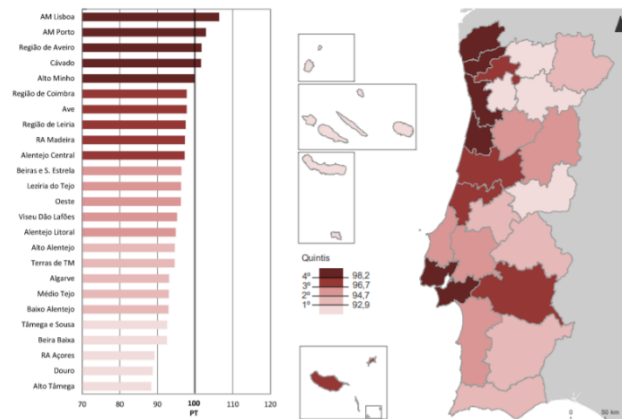 AM Lisboa
AM Porto
Região de Aveiro
Cávado
Alto Minho
Região de Coimbra
Ave
Região de Leiria
RA Madeira
Alentejo Central
Beiras e S. Estrela
Lezíria do Tejo
Oeste
Viseu Dão Lafões
Alentejo Litoral
Alto Alentejo
Terras de TM
Algarve
Médio Tejo
Baixo Alentejo
Tâmega e Sousa
Beira Baixa
RA Açores
Douro
Alto Tâmega
70 80 90 100 110 120
PT
Quintis
4º 98,2
3º 96,7
2º 94,7
1º 92,9
0 50 km